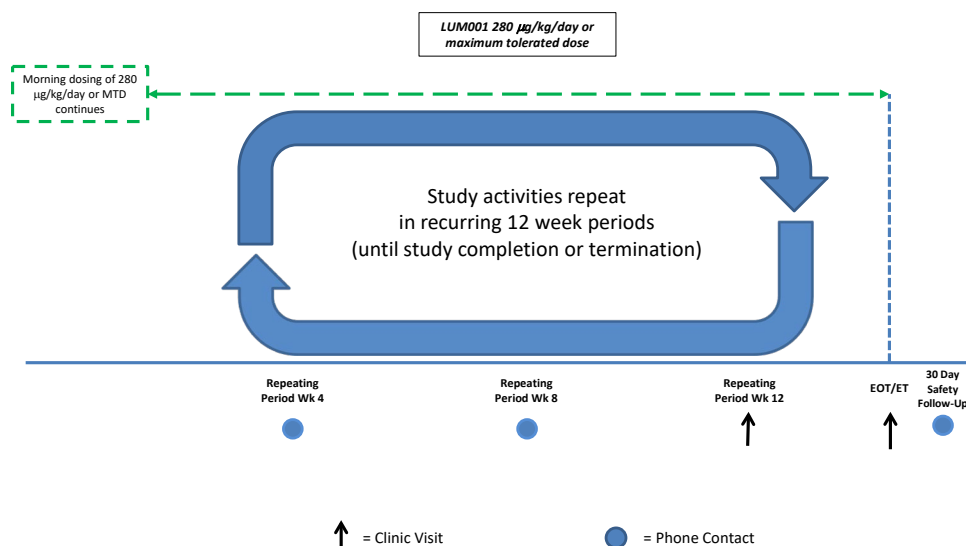 LUM001 280 µg/kg/day or
maximum tolerated dose
Morning dosing of 280
µg/kg/day or MTD
continues
Study activities repeat
in recurring 12 week periods
(until study completion or termination)
Repeating
Period Wk 4
Repeating
Period Wk 8
Repeating
Period Wk 12
EOT/ET
30 Day
Safety
Follow-Up
= Clinic Visit
= Phone Contact